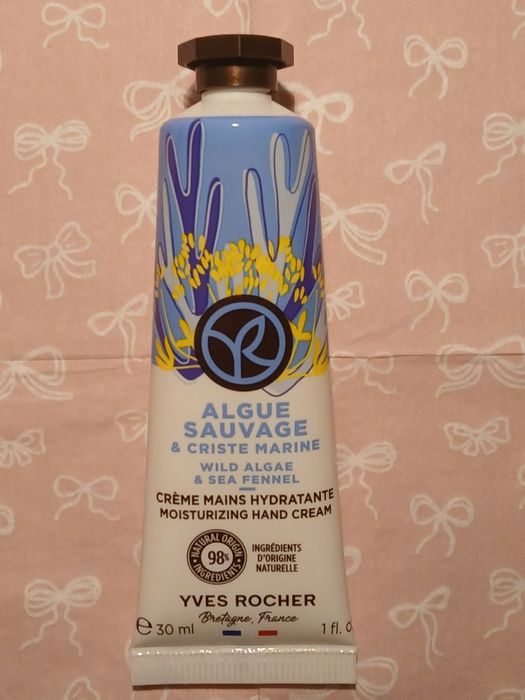 ALGUE
SAUVAGE
& CRISTE MARINE
WILD ALGAE
& SEA FENNEL
CRÈME MAINS HYDRATANTE
MOISTURIZING HAND CREAM
NATURAL ORIGIN
98%
INGREDIENTS
INGRÉDIENTS
D'ORIGINE
NATURELLE
YVES ROCHER
Bretagne, France
℮ 30 ml
1 fl.